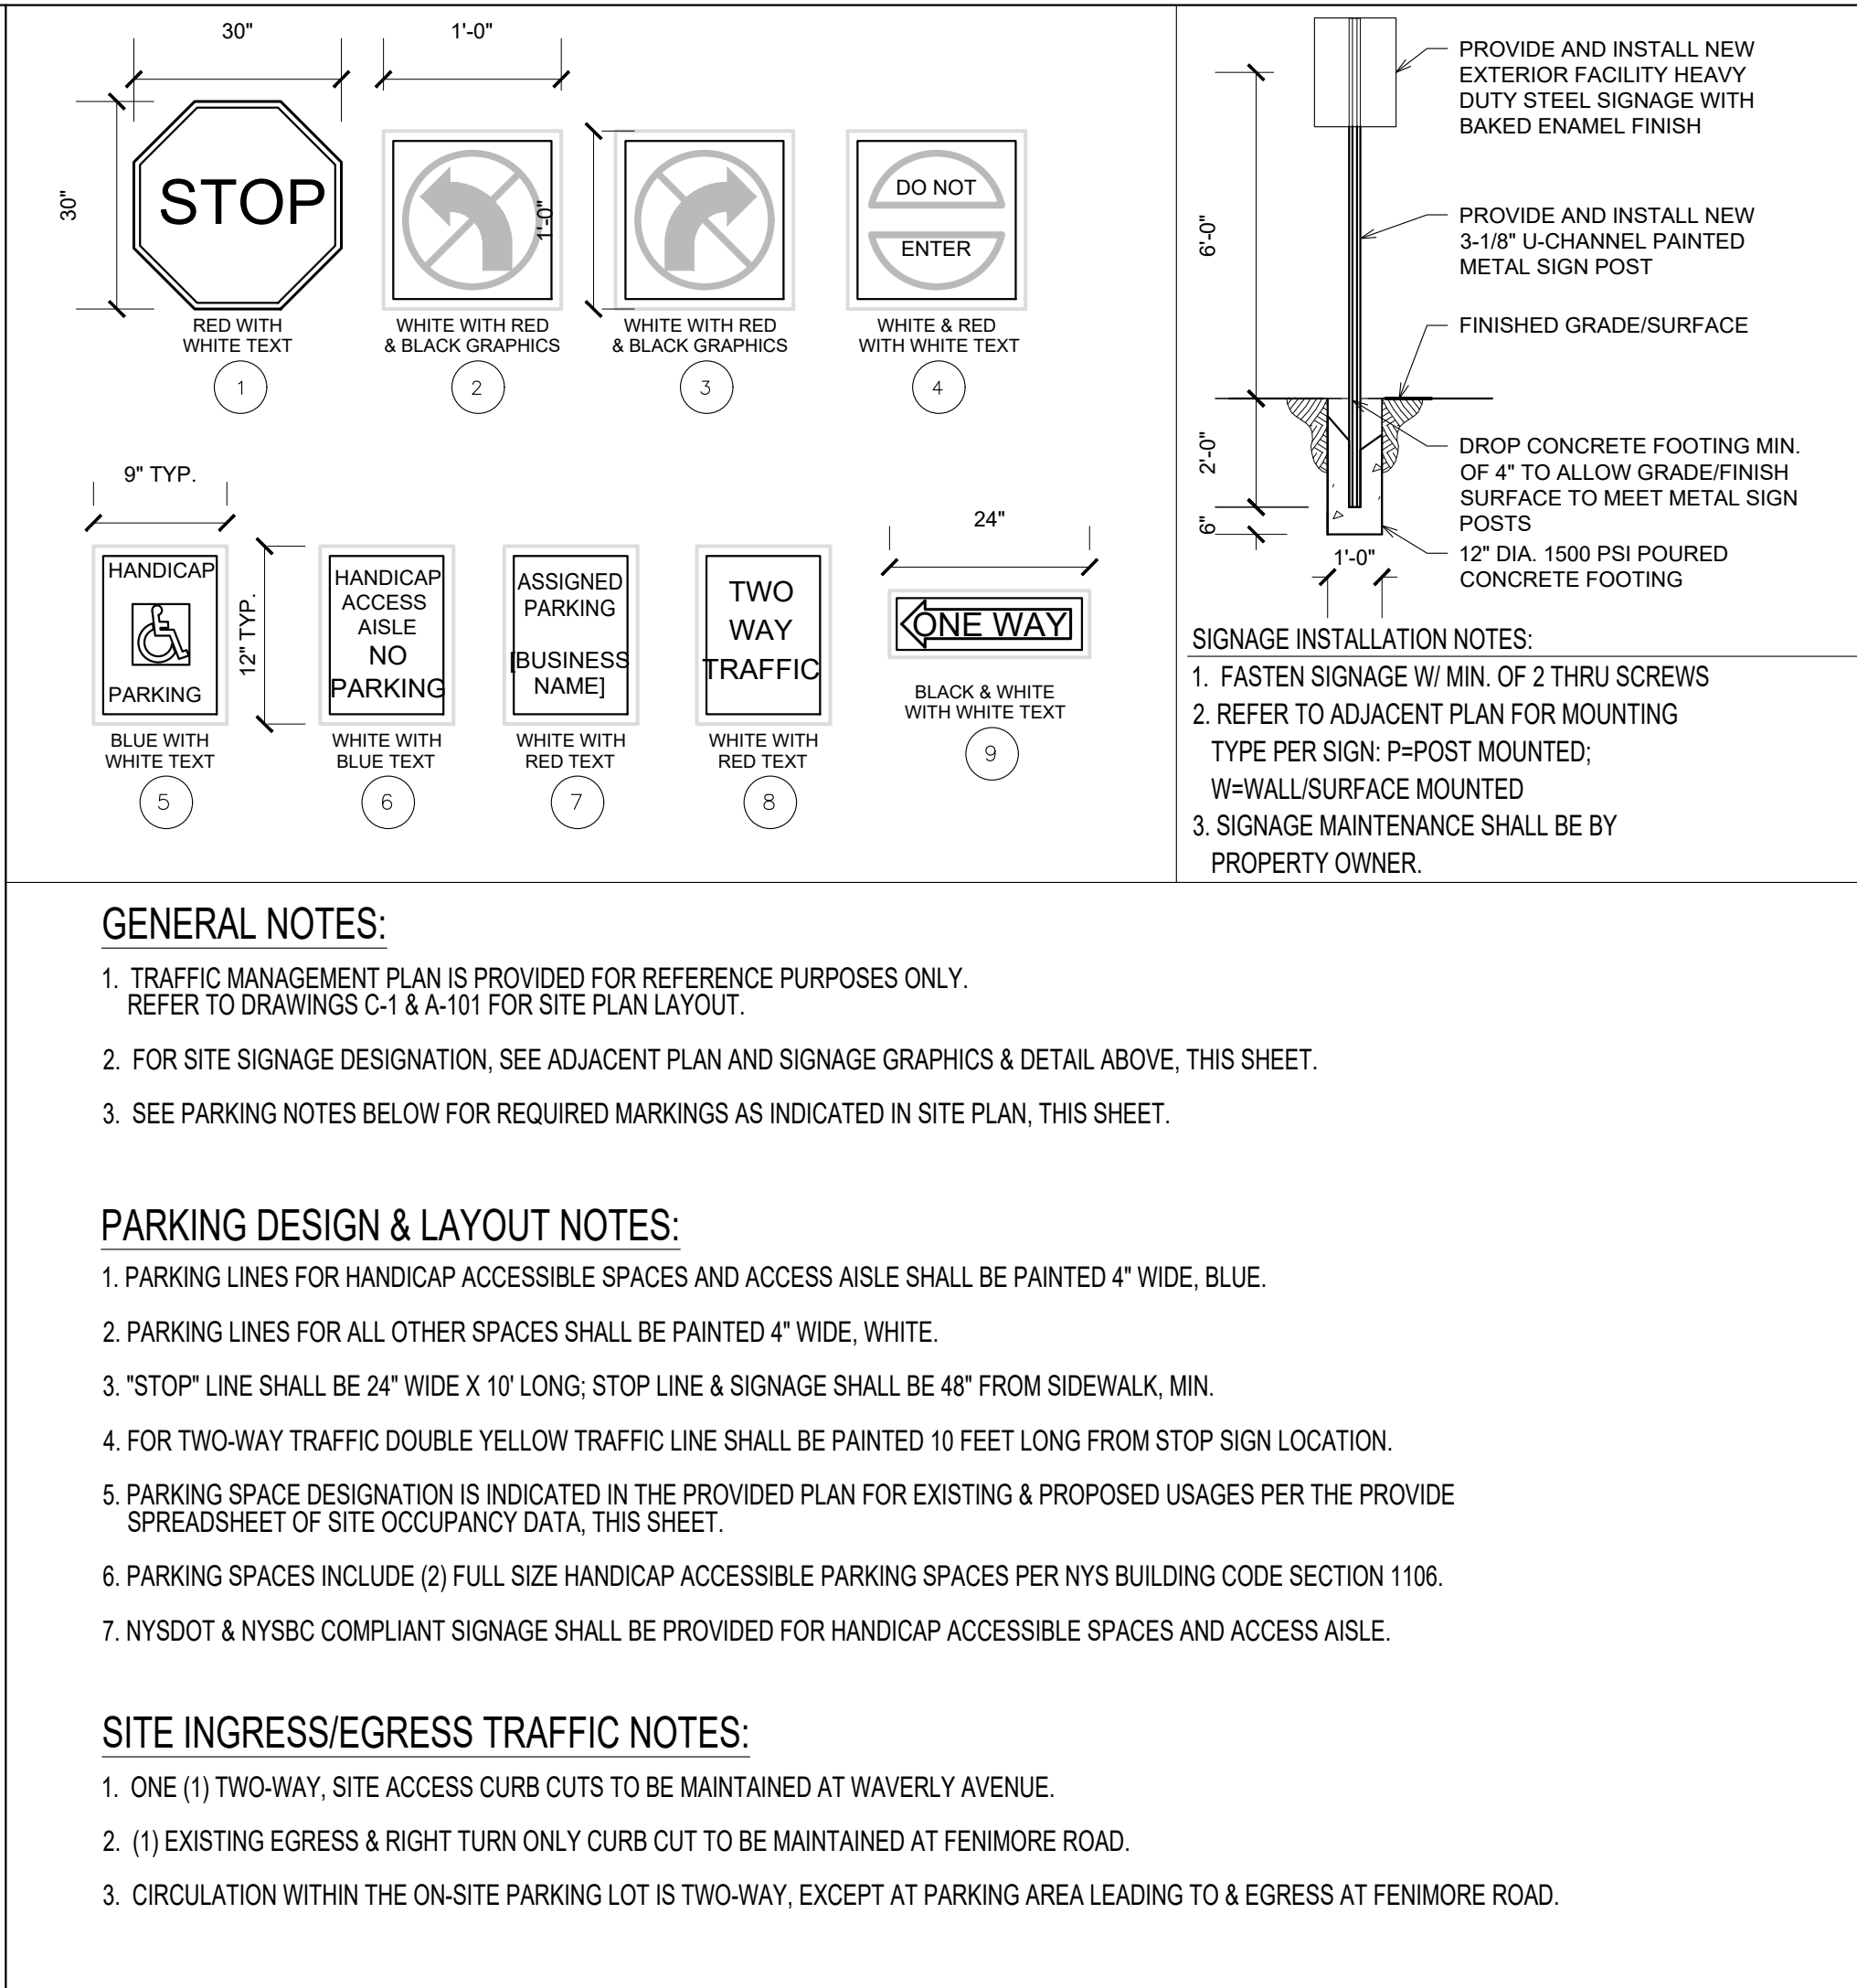 30"
1'-0"
30"
STOP
1'-0"
DO NOT
ENTER
RED WITH
WHITE TEXT
1
WHITE WITH RED
& BLACK GRAPHICS
2
WHITE WITH RED
& BLACK GRAPHICS
3
WHITE & RED
WITH WHITE TEXT
4
9" TYP.
12" TYP.
HANDICAP
PARKING
BLUE WITH
WHITE TEXT
5
HANDICAP
ACCESS
AISLE
NO
PARKING
WHITE WITH
BLUE TEXT
6
ASSIGNED
PARKING
[BUSINESS
NAME]
WHITE WITH
RED TEXT
7
TWO
WAY
TRAFFIC
WHITE WITH
RED TEXT
8
24"
ONE WAY
BLACK & WHITE
WITH WHITE TEXT
9
6'-0"
2'-0"
6"
1'-0"
PROVIDE AND INSTALL NEW
EXTERIOR FACILITY HEAVY
DUTY STEEL SIGNAGE WITH
BAKED ENAMEL FINISH
PROVIDE AND INSTALL NEW
3-1/8" U-CHANNEL PAINTED
METAL SIGN POST
FINISHED GRADE/SURFACE
DROP CONCRETE FOOTING MIN.
OF 4" TO ALLOW GRADE/FINISH
SURFACE TO MEET METAL SIGN
POSTS
12" DIA. 1500 PSI POURED
CONCRETE FOOTING
SIGNAGE INSTALLATION NOTES:
1. FASTEN SIGNAGE W/ MIN. OF 2 THRU SCREWS
2. REFER TO ADJACENT PLAN FOR MOUNTING
TYPE PER SIGN: P=POST MOUNTED;
W=WALL/SURFACE MOUNTED
3. SIGNAGE MAINTENANCE SHALL BE BY
PROPERTY OWNER.
GENERAL NOTES:
1. TRAFFIC MANAGEMENT PLAN IS PROVIDED FOR REFERENCE PURPOSES ONLY.
REFER TO DRAWINGS C-1 & A-101 FOR SITE PLAN LAYOUT.
2. FOR SITE SIGNAGE DESIGNATION, SEE ADJACENT PLAN AND SIGNAGE GRAPHICS & DETAIL ABOVE, THIS SHEET.
3. SEE PARKING NOTES BELOW FOR REQUIRED MARKINGS AS INDICATED IN SITE PLAN, THIS SHEET.
PARKING DESIGN & LAYOUT NOTES:
1. PARKING LINES FOR HANDICAP ACCESSIBLE SPACES AND ACCESS AISLE SHALL BE PAINTED 4" WIDE, BLUE.
2. PARKING LINES FOR ALL OTHER SPACES SHALL BE PAINTED 4" WIDE, WHITE.
3. "STOP" LINE SHALL BE 24" WIDE X 10' LONG; STOP LINE & SIGNAGE SHALL BE 48" FROM SIDEWALK, MIN.
4. FOR TWO-WAY TRAFFIC DOUBLE YELLOW TRAFFIC LINE SHALL BE PAINTED 10 FEET LONG FROM STOP SIGN LOCATION.
5. PARKING SPACE DESIGNATION IS INDICATED IN THE PROVIDED PLAN FOR EXISTING & PROPOSED USAGES PER THE PROVIDE
SPREADSHEET OF SITE OCCUPANCY DATA, THIS SHEET.
6. PARKING SPACES INCLUDE (2) FULL SIZE HANDICAP ACCESSIBLE PARKING SPACES PER NYS BUILDING CODE SECTION 1106.
7. NYSDOT & NYSBC COMPLIANT SIGNAGE SHALL BE PROVIDED FOR HANDICAP ACCESSIBLE SPACES AND ACCESS AISLE.
SITE INGRESS/EGRESS TRAFFIC NOTES:
1. ONE (1) TWO-WAY, SITE ACCESS CURB CUTS TO BE MAINTAINED AT WAVERLY AVENUE.
2. (1) EXISTING EGRESS & RIGHT TURN ONLY CURB CUT TO BE MAINTAINED AT FENIMORE ROAD.
3. CIRCULATION WITHIN THE ON-SITE PARKING LOT IS TWO-WAY, EXCEPT AT PARKING AREA LEADING TO & EGRESS AT FENIMORE ROAD.